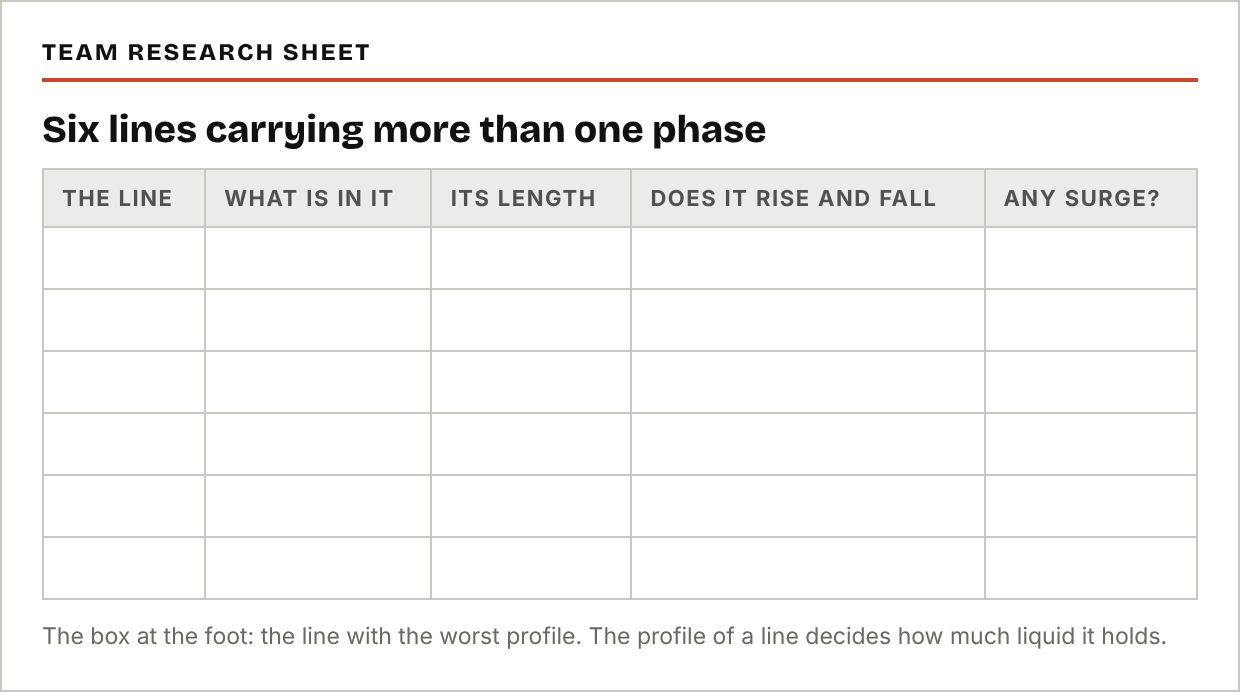 TEAM RESEARCH SHEET
Six lines carrying more than one phase
THE LINE WHAT IS IN IT ITS LENGTH DOES IT RISE AND FALL ANY SURGE?
The box at the foot: the line with the worst profile. The profile of a line decides how much liquid it holds.